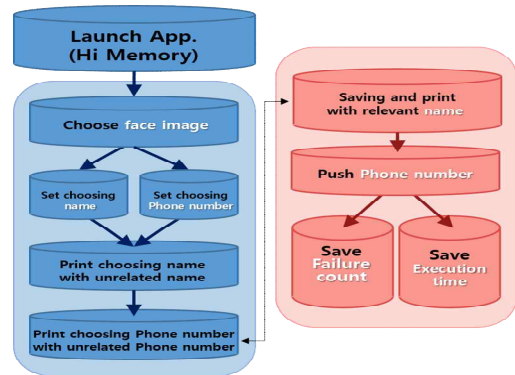 Launch App.
(Hi Memory)
Choose face image
Set choosing
name
Set choosing
Phone number
Print choosing name
with unrelated name
Print choosing Phone number
with unrelated Phone number
Saving and print
with relevant name
Push Phone number
Save
Failure
count
Save
Execution
time